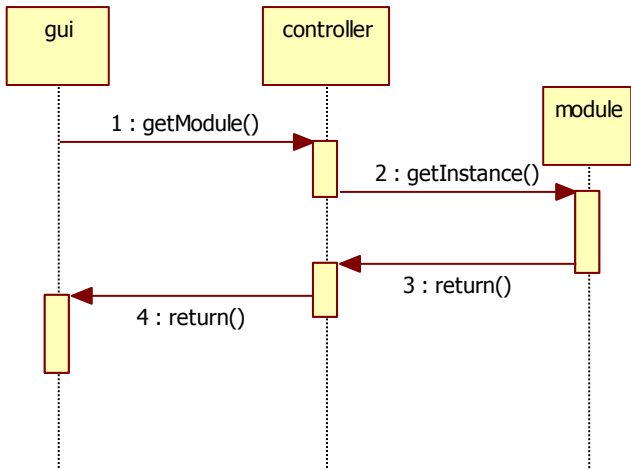 gui
controller
module
1 : getModule()
2 : getInstance()
3 : return()
4 : return()